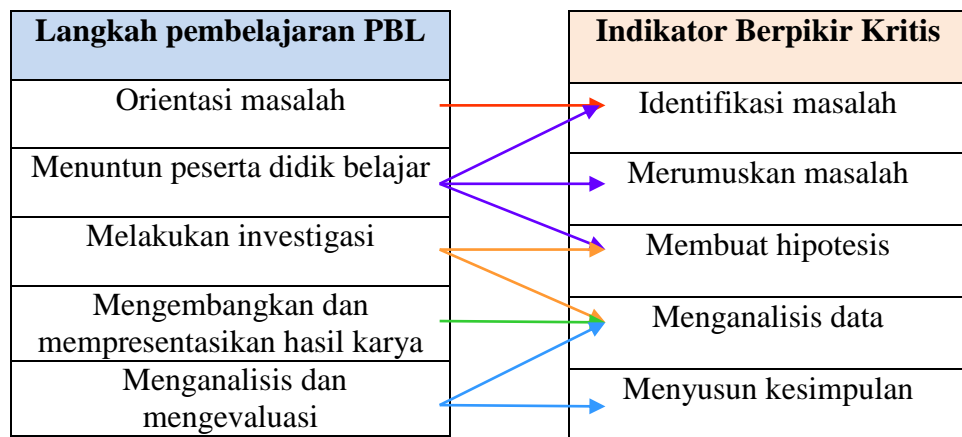 Langkah pembelajaran PBL
Orientasi masalah
Menuntun peserta didik belajar
Melakukan investigasi
Mengembangkan dan
mempresentasikan hasil karya
Menganalisis dan
mengevaluasi
Indikator Berpikir Kritis
Identifikasi masalah
Merumuskan masalah
Membuat hipotesis
Menganalisis data
Menyusun kesimpulan